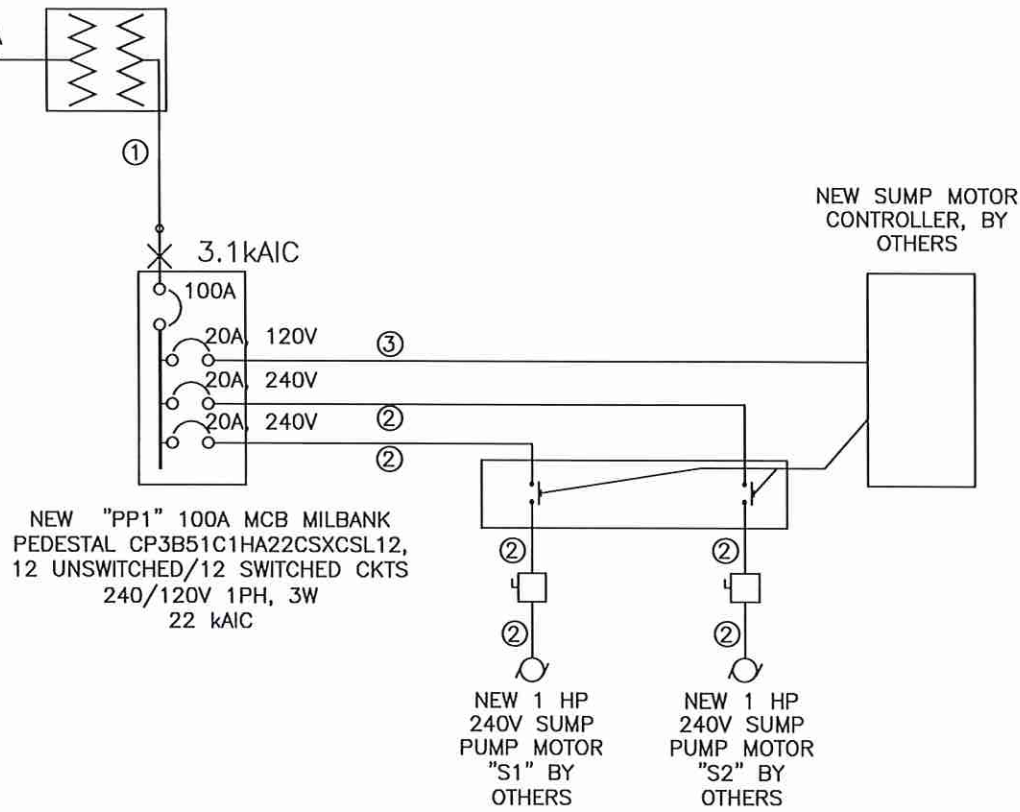 A
①
3.1kAIC
100A
20A, 120V
③
20A, 240V
②
20A, 240V
②
NEW SUMP MOTOR
CONTROLLER, BY
OTHERS
NEW "PP1" 100A MCB MILBANK
PEDESTAL CP3B51C1HA22CSXCSL12,
12 UNSWITCHED/12 SWITCHED CKTS
240/120V 1PH, 3W
22 kAIC
②
②
②
②
NEW 1 HP
240V SUMP
PUMP MOTOR
"S1" BY
OTHERS
NEW 1 HP
240V SUMP
PUMP MOTOR
"S2" BY
OTHERS